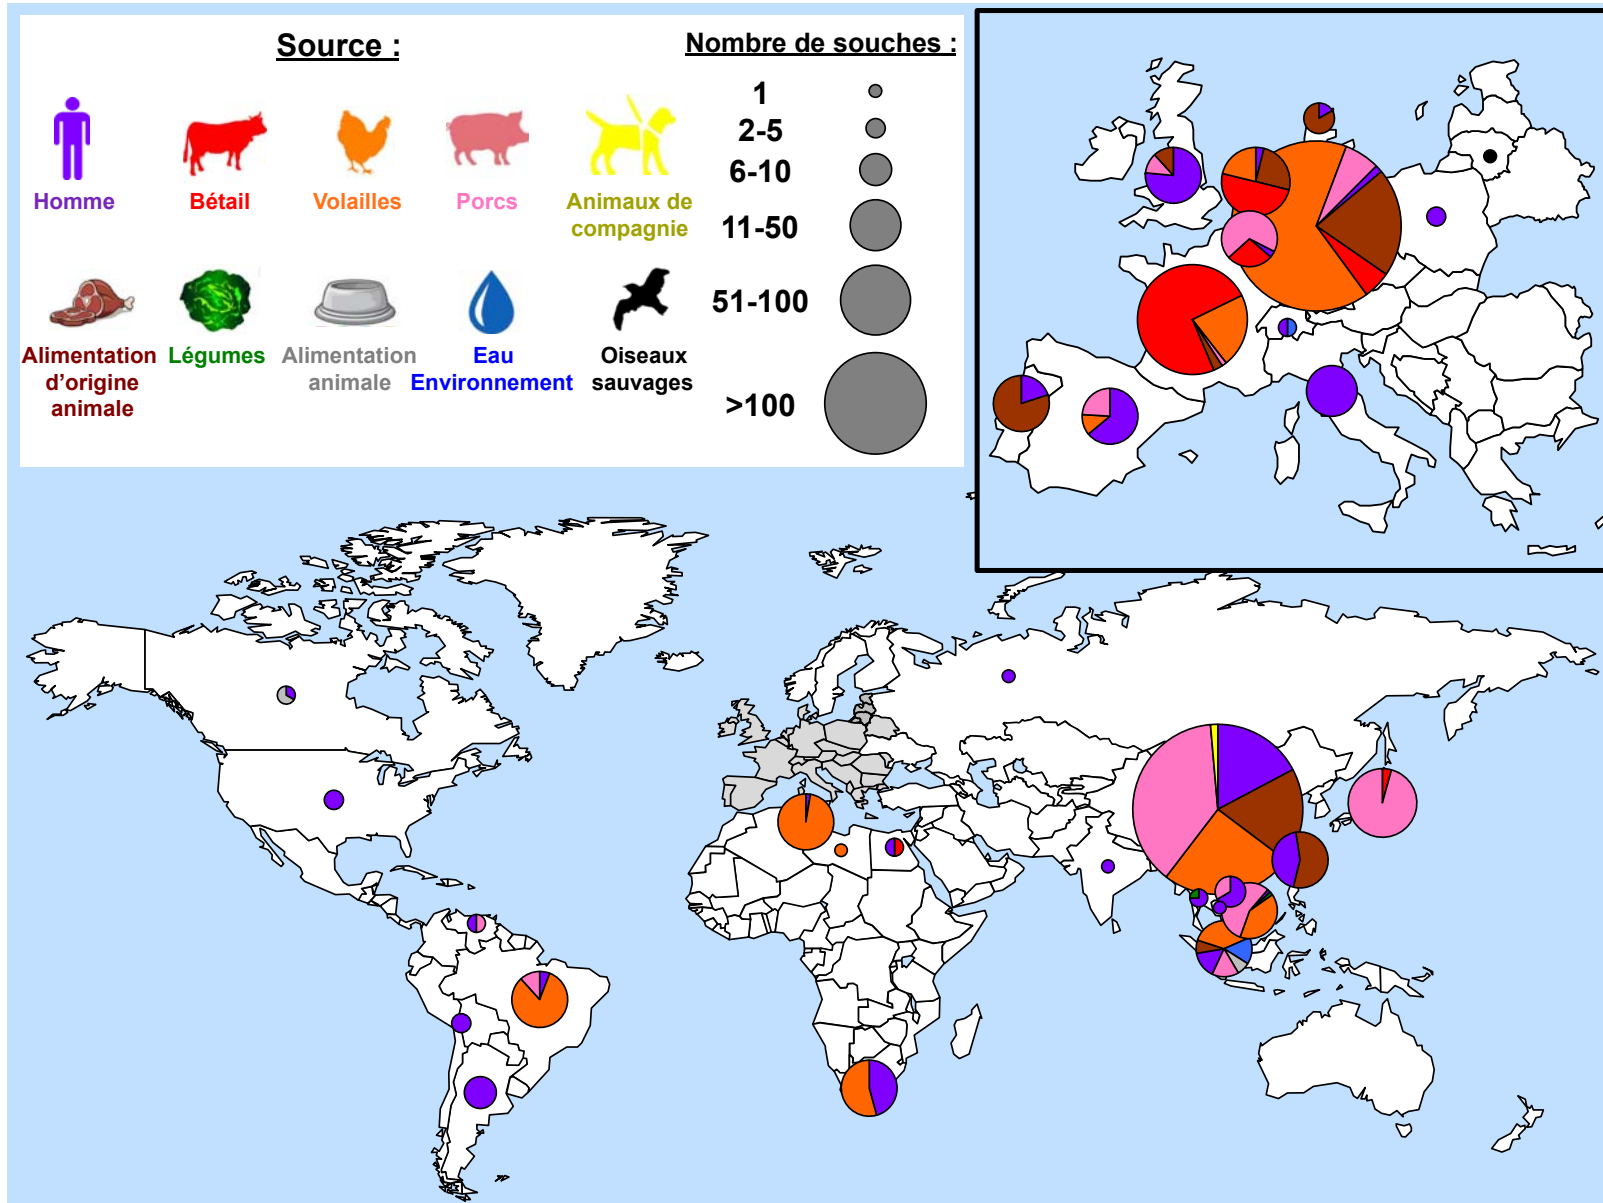 Source :
Homme
Bétail
Volailles
Porcs
Animaux de
compagnie
Alimentation
d'origine
animale
Légumes
Alimentation
animale
Eau
Environnement
Oiseaux
sauvages
Nombre de souches :
1
2-5
6-10
11-50
51-100
>100